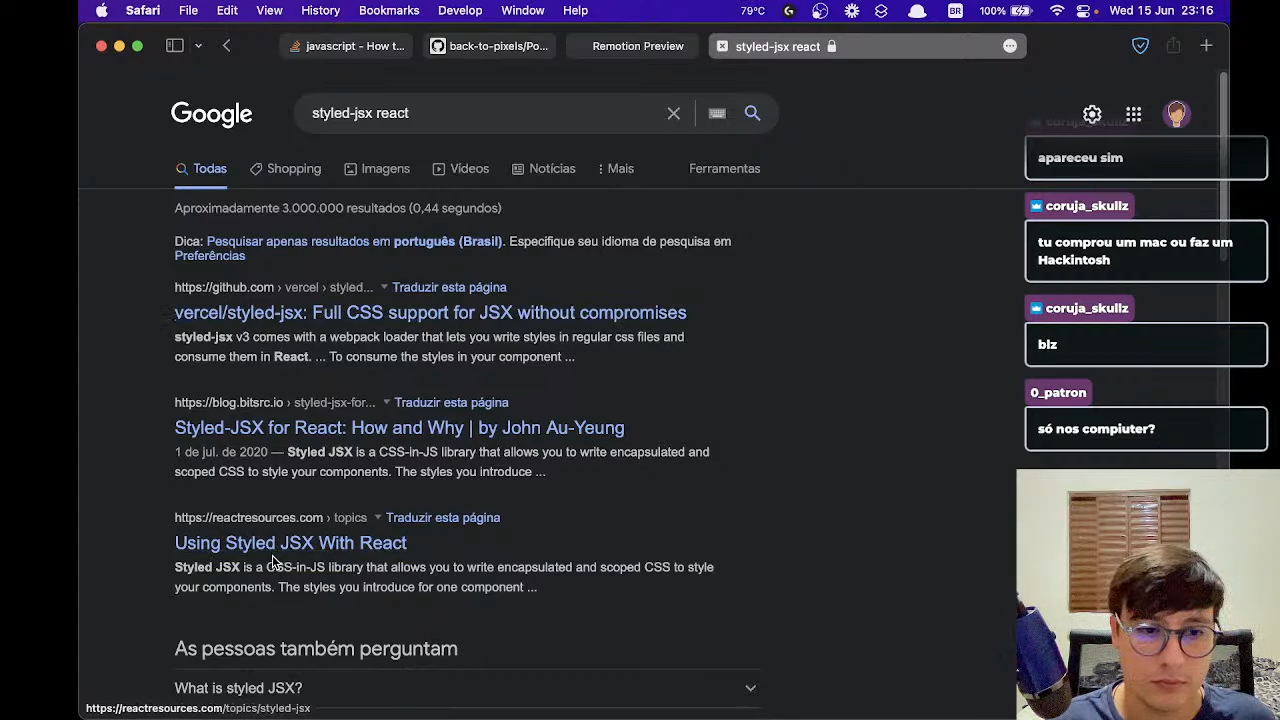 Safari File Edit View History Bookmarks Develop Window Help 79°F BR 100% Wed 15 Jun 23:16
javascript - How t...
back-to-pixels/Po...
Remotion Preview
styled-jsx react
Google
styled-jsx react
Todas
Shopping
Imagens
Vídeos
Notícias
Mais
Ferramentas
Aproximadamente 3.000.000 resultados (0,44 segundos)
Dica: Pesquisar apenas resultados em português (Brasil). Especifique seu idioma de pesquisa em
Preferências
https://github.com › vercel › styled... Traduzir esta página
vercel/styled-jsx: Full CSS support for JSX without compromises
styled-jsx v3 comes with a webpack loader that lets you write styles in regular css files and
consume them in React. ... To consume the styles in your component ...
https://blog.bitsrc.io › styled-jsx-for... Traduzir esta página
Styled-JSX for React: How and Why | by John Au-Yeung
1 de jul. de 2020 — Styled JSX is a CSS-in-JS library that allows you to write encapsulated and
scoped CSS to style your components. The styles you introduce ...
https://reactresources.com › topics Traduzir esta página
Using Styled JSX With React
Styled JSX is a CSS-in-JS library that allows you to write encapsulated and scoped CSS to style
your components. The styles you introduce for one component ...
As pessoas também perguntam
What is styled JSX?
https://reactresources.com/topics/styled-jsx
coruja_skullz
apareceu sim
coruja_skullz
tu comprou um mac ou faz um
Hackintosh
coruja_skullz
blz
0_patron
só nos compiuter?